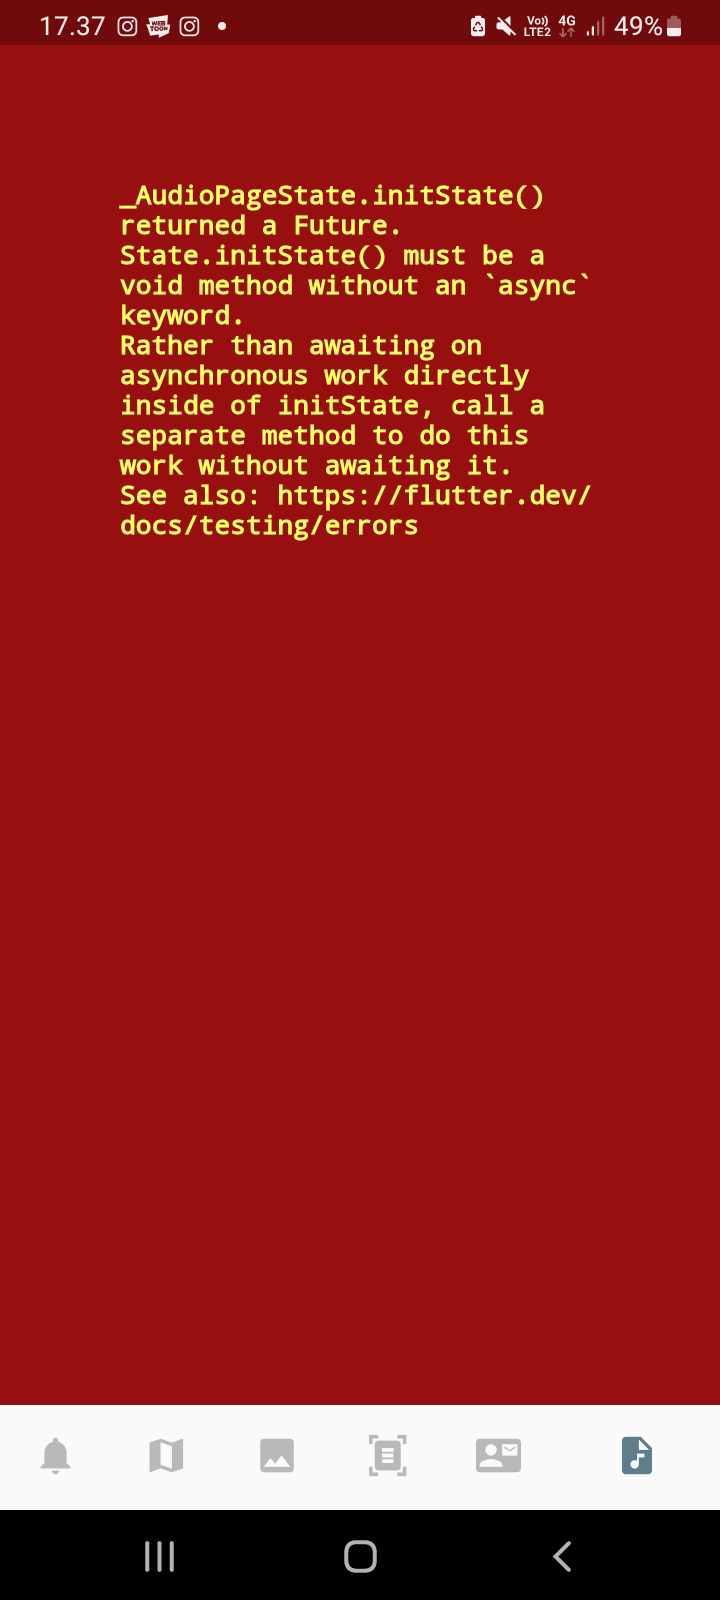 17.37 WEB TOON Vo)) LTE2 4G 49%
_AudioPageState.initState()
returned a Future.
State.initState() must be a
void method without an `async`
keyword.
Rather than awaiting on
asynchronous work directly
inside of initState, call a
separate method to do this
work without awaiting it.
See also: https://flutter.dev/
docs/testing/errors